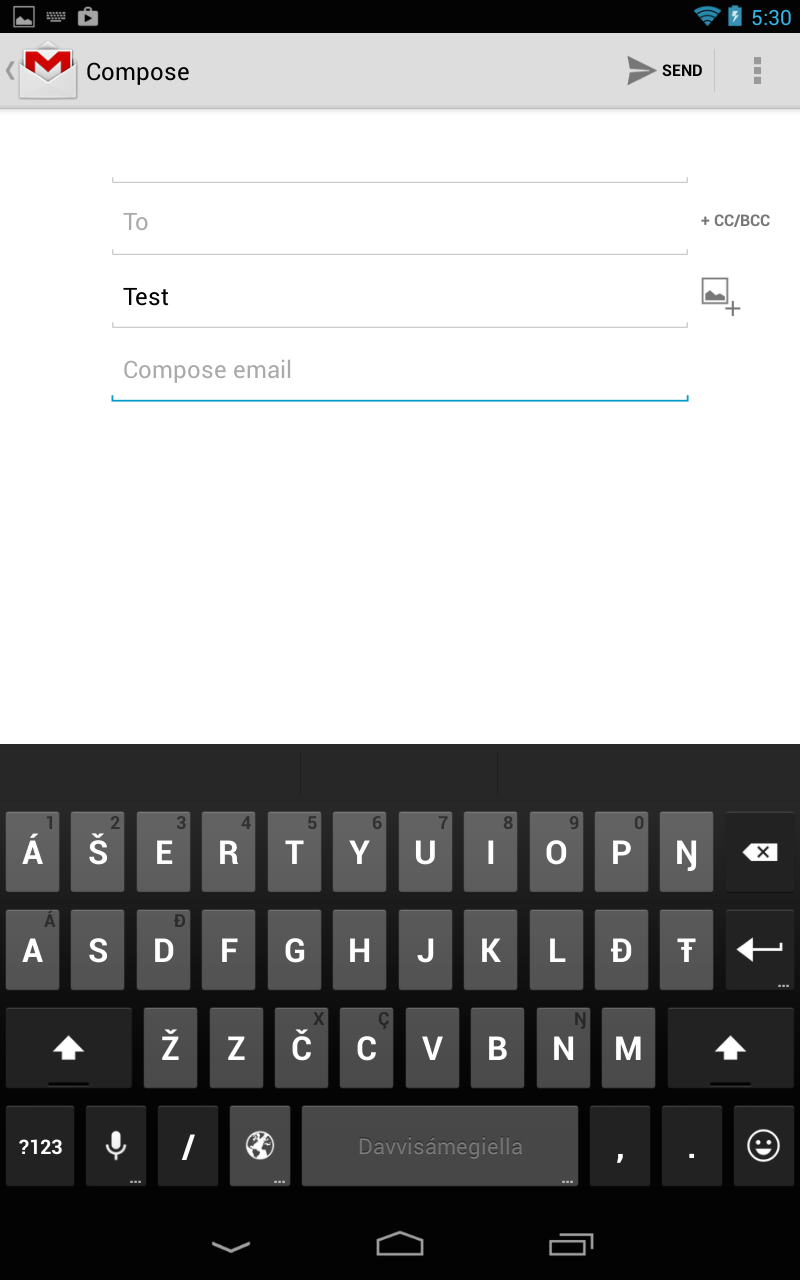 5:30
Compose SEND
To + CC/BCC
Test
Compose email
1 2 3 4 5 6 7 8 9 0
Á Š E R T Y U I O P Ŋ
Á Đ
A S D F G H J K L Đ Ŧ
X Ç Ŋ
Ž Z Č C V B N M
?123 / Davvisámegiella , .